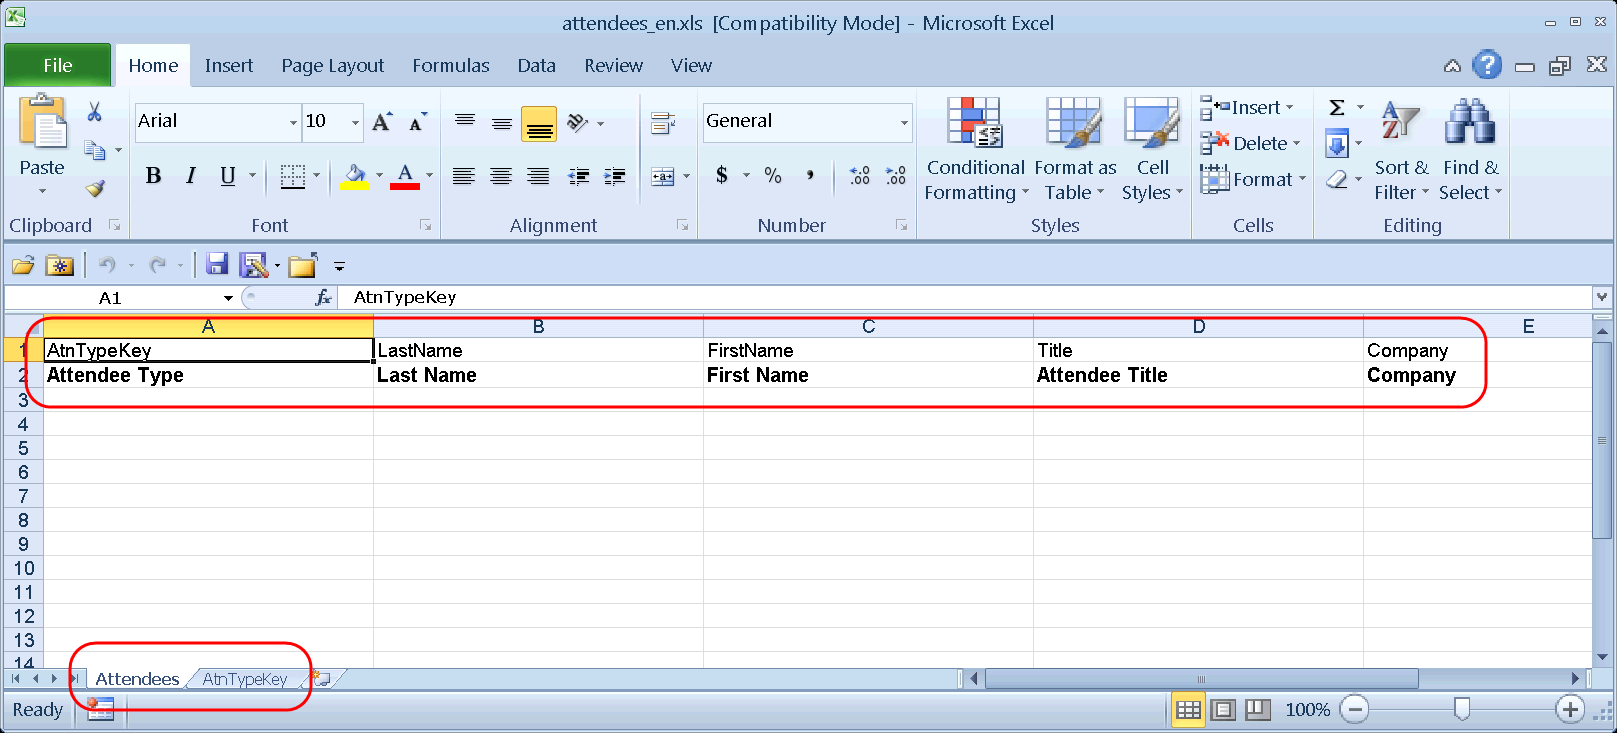 attendees_en.xls [Compatibility Mode] - Microsoft Excel
File Home Insert Page Layout Formulas Data Review View
Arial 10 General
Insert
Delete
Format
Paste
B I U A $ % ,
Conditional Formatting
Format as Table
Cell Styles
Sort & Filter
Find & Select
Clipboard Font Alignment Number Styles Cells Editing
A1 fx AtnTypeKey
A B C D E
1 AtnTypeKey LastName FirstName Title Company
2 Attendee Type Last Name First Name Attendee Title Company
3
4
5
6
7
8
9
10
11
12
13
14
Attendees AtnTypeKey
Ready 100%